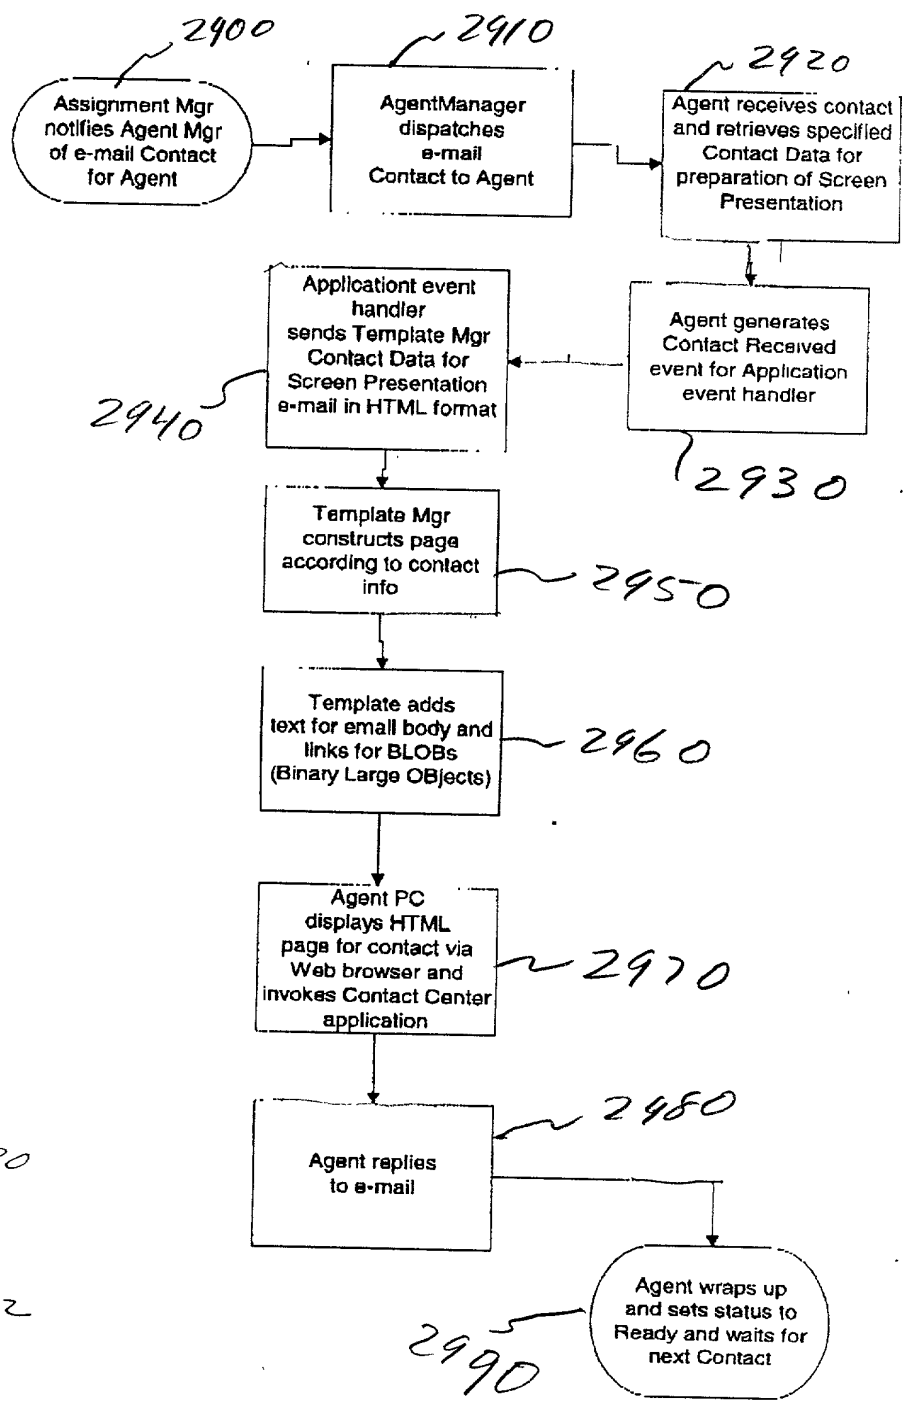 2900
Assignment Mgr
notifies Agent Mgr
of e-mail Contact
for Agent
2910
AgentManager
dispatches
e-mail
Contact to Agent
2920
Agent receives contact
and retrieves specified
Contact Data for
preparation of Screen
Presentation
Agent generates
Contact Received
event for Application
event handler
2930
Applicationt event
handler
sends Template Mgr
Contact Data for
Screen Presentation
e-mail in HTML format
2940
Template Mgr
constructs page
according to contact
info
2950
Template adds
text for email body and
links for BLOBs
(Binary Large OBjects)
2960
Agent PC
displays HTML
page for contact via
Web browser and
invokes Contact Center
application
2970
Agent replies
to e-mail
2980
Agent wraps up
and sets status to
Ready and waits for
next Contact
2990